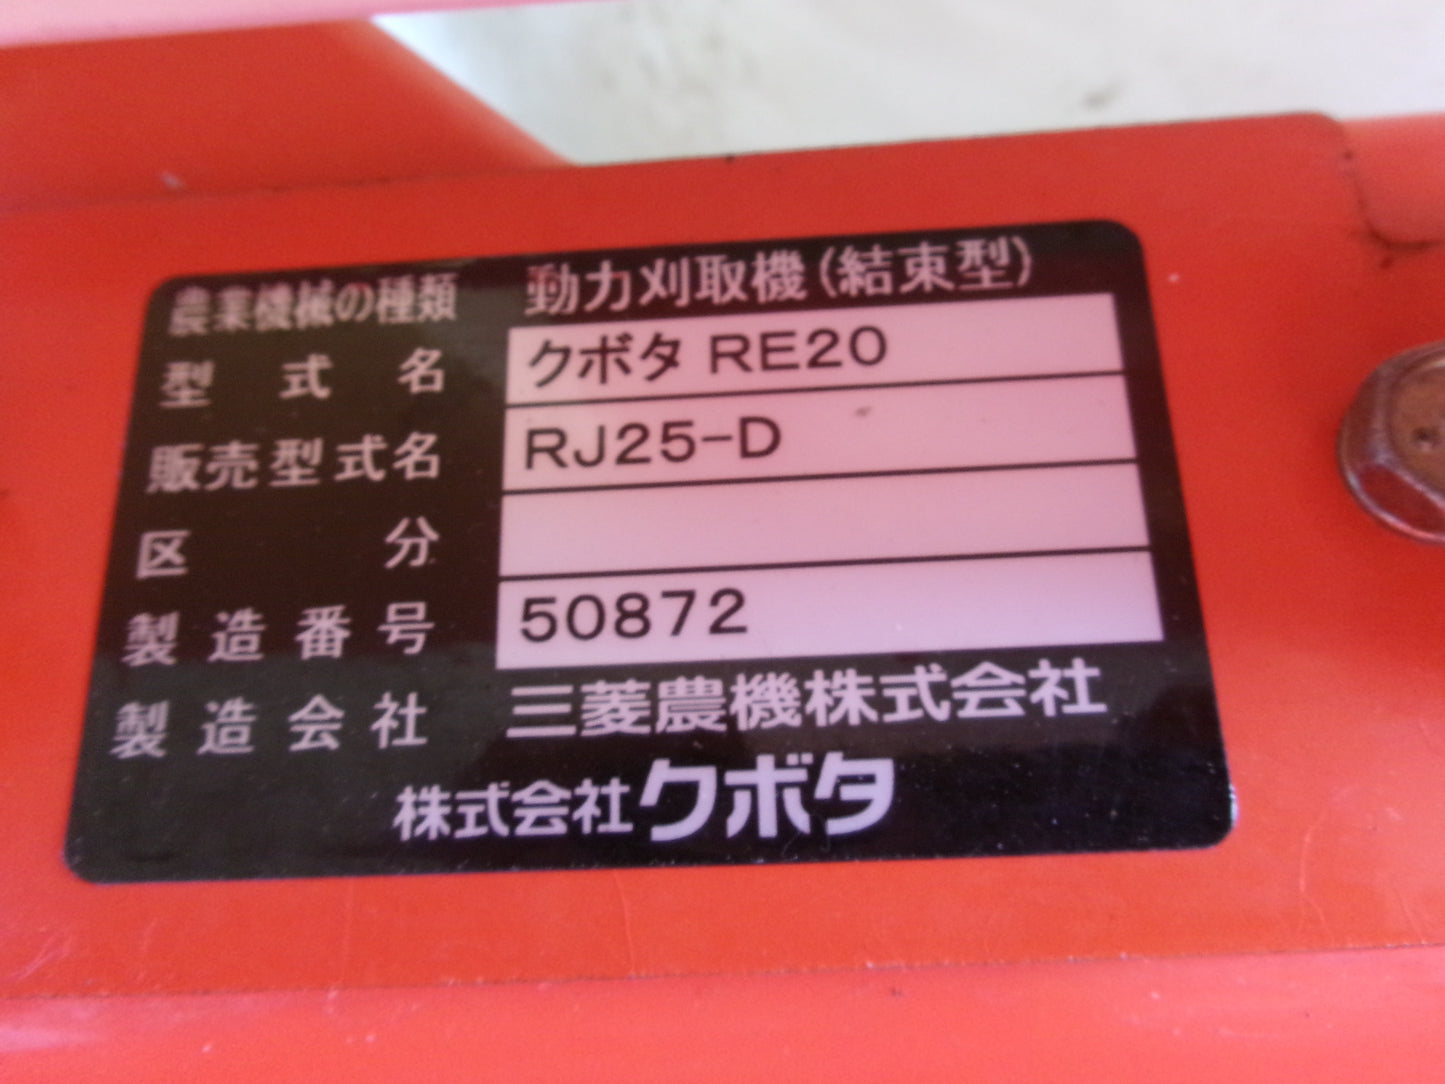 農業機械の種類 動力刈取機(結束型)
型式名 クボタ RE20
販売型式名 RJ25-D
区分
製造番号 50872
製造会社 三菱農機株式会社
株式会社クボタ